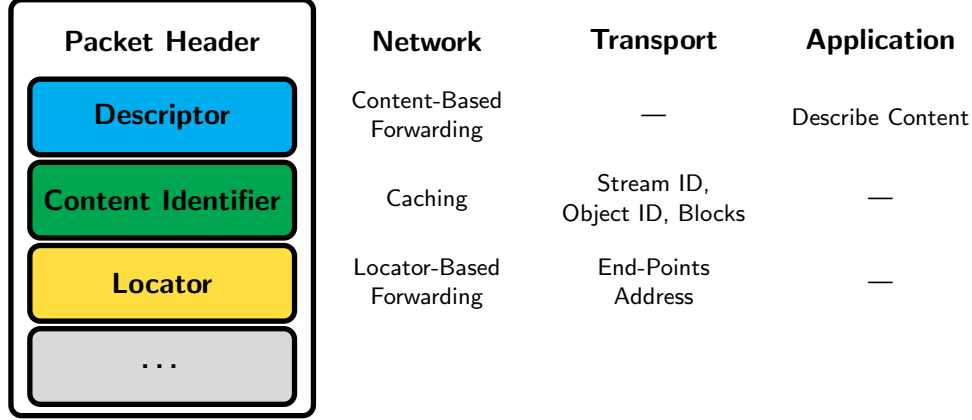 Packet Header Network Transport Application
Descriptor Content-Based Forwarding — Describe Content
Content Identifier Caching Stream ID, Object ID, Blocks —
Locator Locator-Based Forwarding End-Points Address —
...